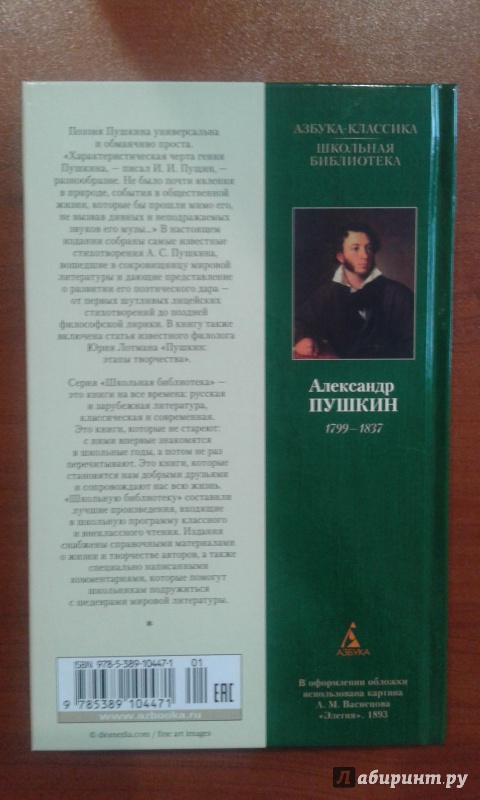 Поэзия Пушкина универсальна
и обманчиво проста.
«Характеристическая черта гения
Пушкина, — писал И. И. Пущин, —
разнообразие. Не было почти явления
в природе, события в общественной
жизни, которые бы прошли мимо его,
не вызвав дивных и неподражаемых
звуков его музы...» В настоящем
издании собраны самые известные
стихотворения А. С. Пушкина,
вошедшие в сокровищницу мировой
литературы и дающие представление
о развитии его поэтического дара —
от первых шутливых лицейских
стихотворений до поздней
философской лирики. В книгу также
включена статья известного филолога
Юрия Лотмана «Пушкин:
этапы творчества».
Серия «Школьная библиотека» —
это книги на все времена: русская
и зарубежная литература,
классическая и современная.
Это книги, которые не стареют:
с ними впервые знакомятся
в школьные годы, а потом не раз
перечитывают. Это книги, которые
становятся нам добрыми друзьями
и сопровождают нас всю жизнь.
«Школьную библиотеку» составили
лучшие произведения, входящие
в школьную программу классного
и внеклассного чтения. Издания
снабжены справочными материалами
о жизни и творчестве авторов, а также
специально написанными
комментариями, которые помогут
школьникам подружиться
с шедеврами мировой литературы.
*
ISBN 978-5-389-10447-1
01
9 785389 104471
EAC
www.azbooka.ru
© diomedia.com / fine art images
АЗБУКА-КЛАССИКА
ШКОЛЬНАЯ
БИБЛИОТЕКА
Александр
ПУШКИН
1799–1837
АЗБУКА
В оформлении обложки
использована картина
А. М. Васнецова
«Элегия». 1893
Лабиринт.ру